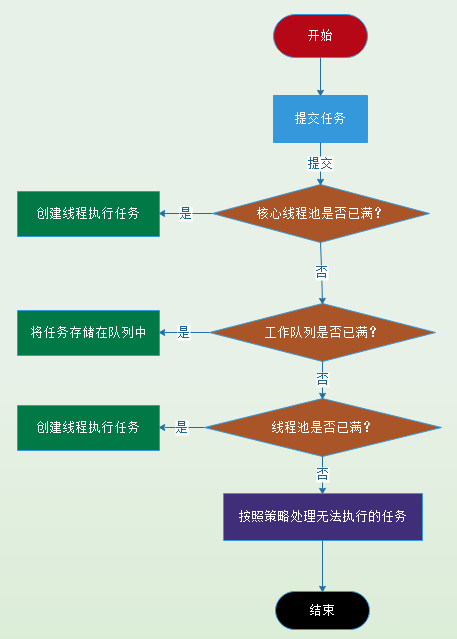 开始
提交任务
提交
核心线程池是否已满?
是
创建线程执行任务
否
工作队列是否已满?
是
将任务存储在队列中
否
线程池是否已满?
是
创建线程执行任务
否
按照策略处理无法执行的任务
结束